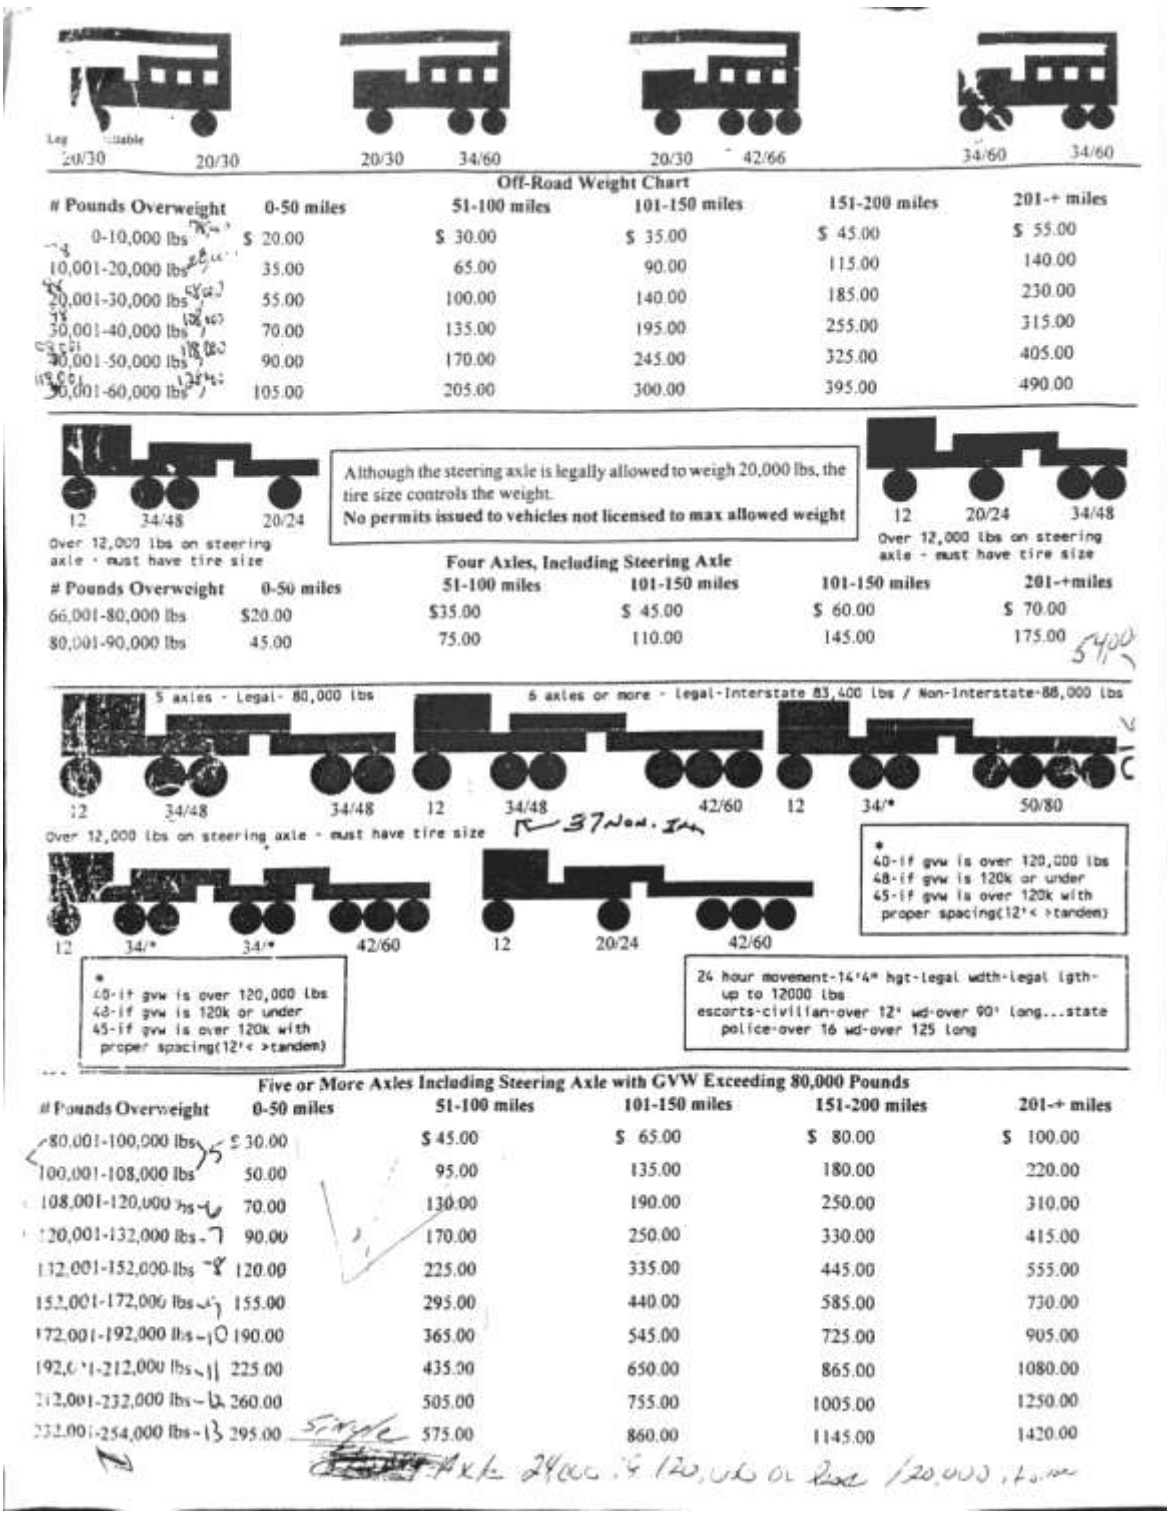 20/30 20/30 20/30 34/60 20/30 42/66 34/60 34/60
Off-Road Weight Chart
# Pounds Overweight 0-50 miles 51-100 miles 101-150 miles 151-200 miles 201-+ miles
0-10,000 lbs $ 20.00 $ 30.00 $ 35.00 $ 45.00 $ 55.00
10,001-20,000 lbs 35.00 65.00 90.00 115.00 140.00
20,001-30,000 lbs 55.00 100.00 140.00 185.00 230.00
30,001-40,000 lbs 70.00 135.00 195.00 255.00 315.00
40,001-50,000 lbs 90.00 170.00 245.00 325.00 405.00
50,001-60,000 lbs 105.00 205.00 300.00 395.00 490.00
Although the steering axle is legally allowed to weigh 20,000 lbs, the
tire size controls the weight.
No permits issued to vehicles not licensed to max allowed weight
12 34/48 20/24
Over 12,000 lbs on steering
axle - must have tire size
12 20/24 34/48
Over 12,000 lbs on steering
axle - must have tire size
Four Axles, Including Steering Axle
# Pounds Overweight 0-50 miles 51-100 miles 101-150 miles 101-150 miles 201-+miles
66,001-80,000 lbs $20.00 $35.00 $ 45.00 $ 60.00 $ 70.00
80,001-90,000 lbs 45.00 75.00 110.00 145.00 175.00
5400
5 axles - Legal- 80,000 lbs
6 axles or more - Legal-Interstate 83,400 lbs / Non-Interstate-88,000 lbs
12 34/48 34/48 12 34/48 42/60 12 34/* 50/80
Over 12,000 lbs on steering axle - must have tire size
37 Non. Int
*
40-if gvw is over 120,000 lbs
48-if gvw is 120k or under
45-if gvw is over 120k with
proper spacing(12'< >tandem)
12 34/* 34/* 42/60 12 20/24 42/60
*
40-if gvw is over 120,000 lbs
48-if gvw is 120k or under
45-if gvw is over 120k with
proper spacing(12'< >tandem)
24 hour movement-14'4" hgt-legal wdth-legal lgth-
up to 12000 lbs
escorts-civilian-over 12' wd-over 90' long...state
police-over 16 wd-over 125 long
Five or More Axles Including Steering Axle with GVW Exceeding 80,000 Pounds
# Pounds Overweight 0-50 miles 51-100 miles 101-150 miles 151-200 miles 201-+ miles
80,001-100,000 lbs 5 $ 30.00 $ 45.00 $ 65.00 $ 80.00 $ 100.00
100,001-108,000 lbs 50.00 95.00 135.00 180.00 220.00
108,001-120,000 lbs-6 70.00 130.00 190.00 250.00 310.00
120,001-132,000 lbs-7 90.00 170.00 250.00 330.00 415.00
132,001-152,000 lbs -8 120.00 225.00 335.00 445.00 555.00
152,001-172,000 lbs-9 155.00 295.00 440.00 585.00 730.00
172,001-192,000 lbs-10 190.00 365.00 545.00 725.00 905.00
192,001-212,000 lbs-11 225.00 435.00 650.00 865.00 1080.00
212,001-232,000 lbs-12 260.00 505.00 755.00 1005.00 1250.00
232,001-254,000 lbs-13 295.00 575.00 860.00 1145.00 1420.00
Single
Axle 24000 if 120,000 or less 120,000